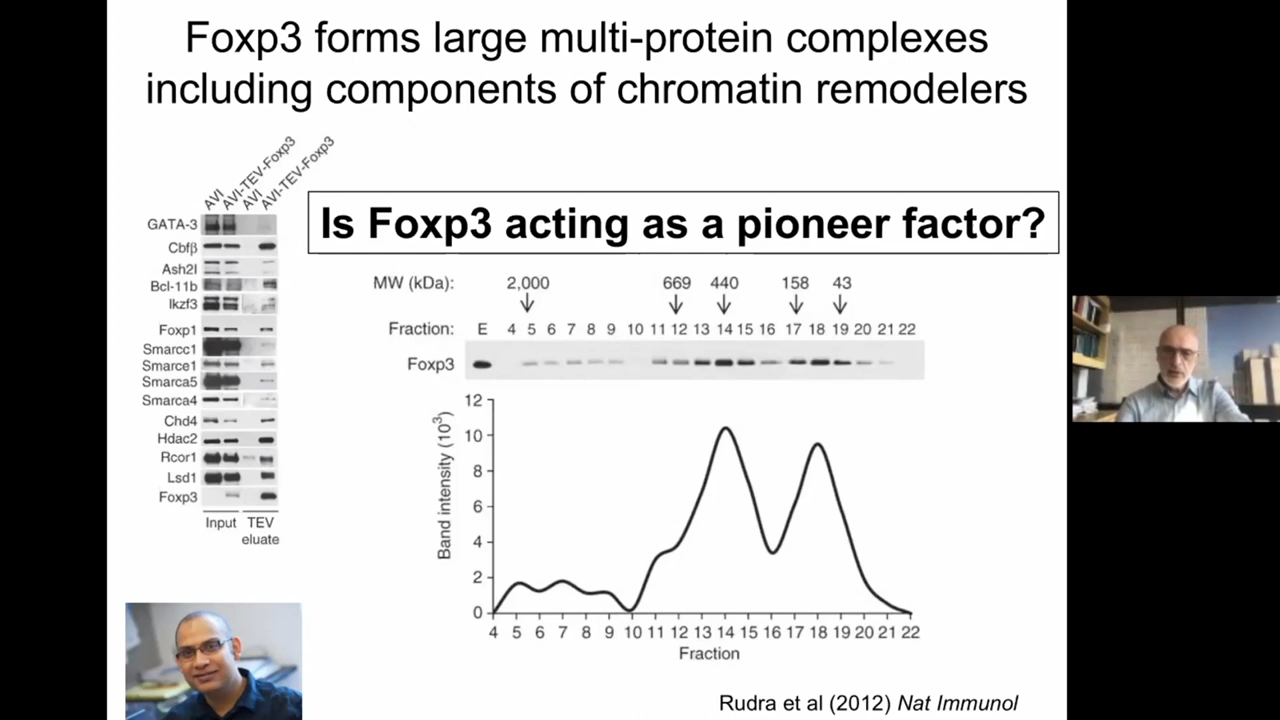 Foxp3 forms large multi-protein complexes
including components of chromatin remodelers
AVI
AVI-TEV-Foxp3
AVI
AVI-TEV-Foxp3
GATA-3
Cbfβ
Ash2l
Bcl-11b
Ikzf3
Foxp1
Smarcc1
Smarce1
Smarca5
Smarca4
Chd4
Hdac2
Rcor1
Lsd1
Foxp3
Input TEV
eluate
Is Foxp3 acting as a pioneer factor?
MW (kDa): 2,000 669 440 158 43
Fraction: E 4 5 6 7 8 9 10 11 12 13 14 15 16 17 18 19 20 21 22
Foxp3
Band intensity (10³)
12
10
8
6
4
2
0
4 5 6 7 8 9 10 11 12 13 14 15 16 17 18 19 20 21 22
Fraction
Rudra et al (2012) Nat Immunol